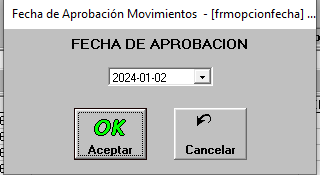 Fecha de Aprobación Movimientos - [frmopcionfecha] ...
FECHA DE APROBACION
2024-01-02
OK
Aceptar
Cancelar